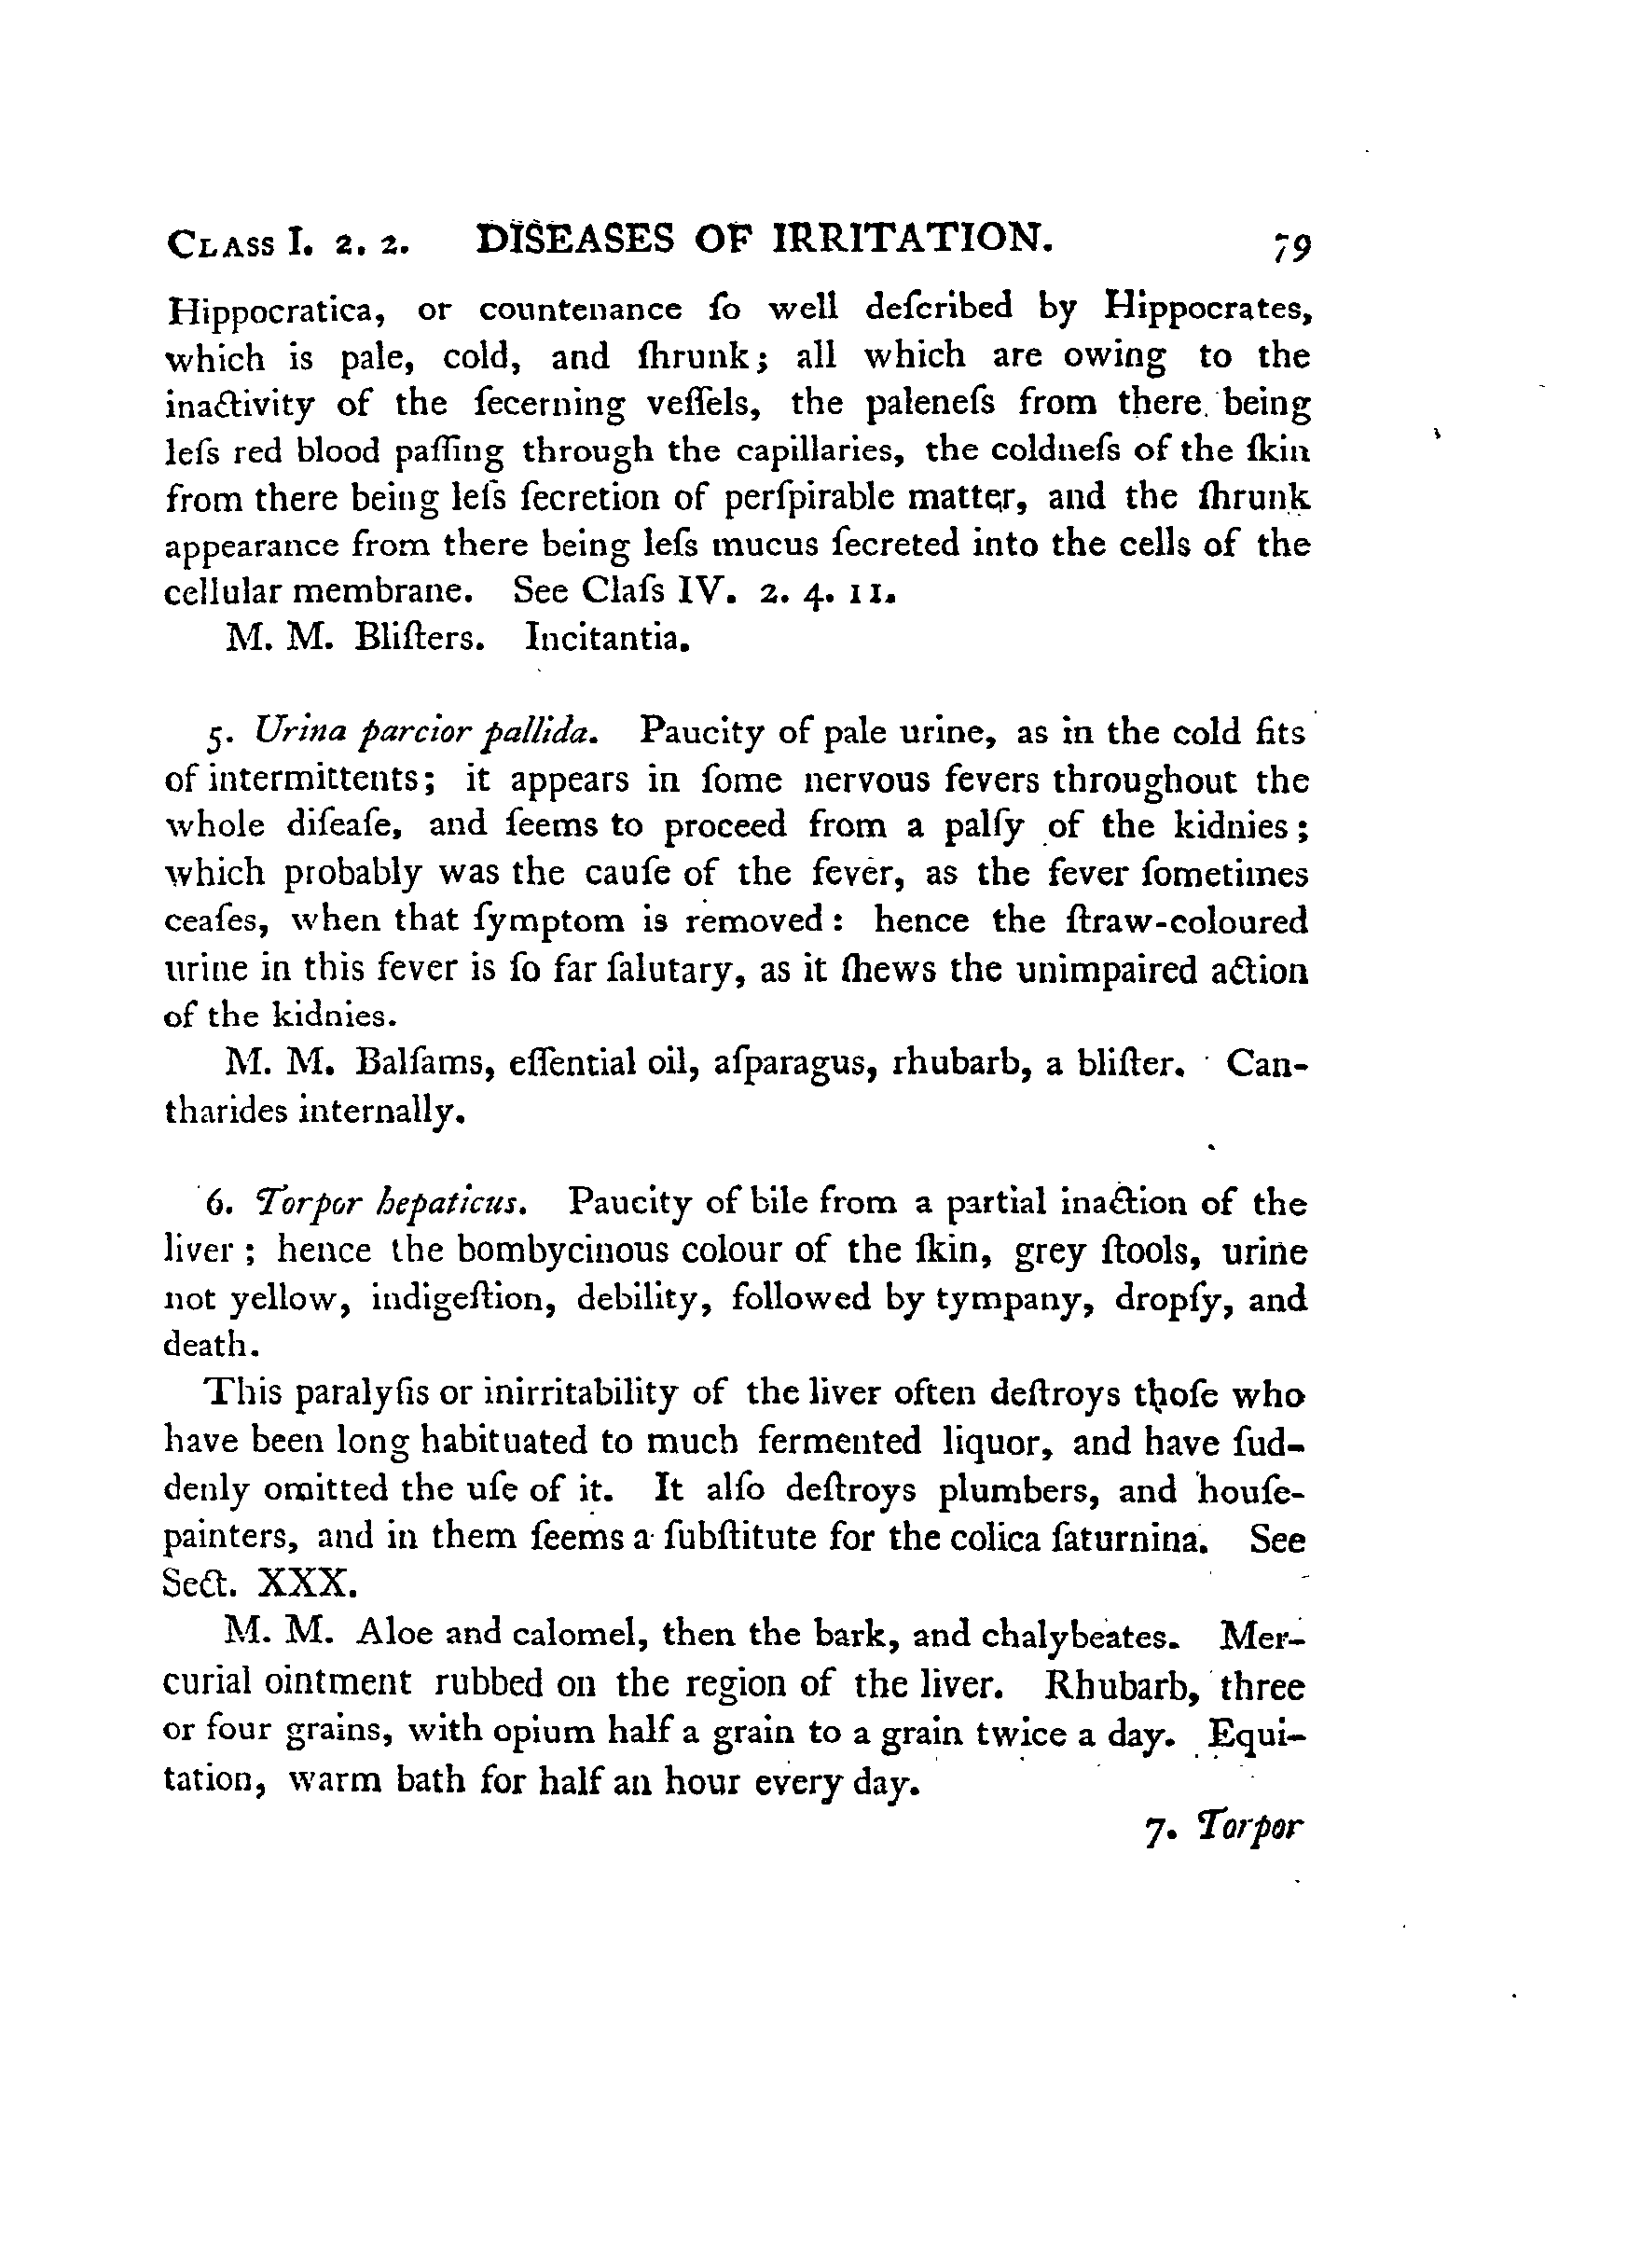 CLASS I. 2. 2. DISEASES OF IRRITATION. 79
Hippocratica, or countenance ſo well deſcribed by Hippocrates,
which is pale, cold, and ſhrunk; all which are owing to the
inactivity of the ſecerning veſſels, the paleneſs from there being
leſs red blood paſſing through the capillaries, the coldneſs of the ſkin
from there being leſs ſecretion of perſpirable matter, and the ſhrunk
appearance from there being leſs mucus ſecreted into the cells of the
cellular membrane. See Claſs IV. 2. 4. 11.
M. M. Bliſters. Incitantia.
5. Urina parcior pallida. Paucity of pale urine, as in the cold fits
of intermittents; it appears in ſome nervous fevers throughout the
whole diſeaſe, and ſeems to proceed from a palſy of the kidnies;
which probably was the cauſe of the fever, as the fever ſometimes
ceaſes, when that ſymptom is removed: hence the ſtraw-coloured
urine in this fever is ſo far ſalutary, as it ſhews the unimpaired action
of the kidnies.
M. M. Balſams, eſſential oil, aſparagus, rhubarb, a bliſter. Can-
tharides internally.
6. Torpor hepaticus. Paucity of bile from a partial inaction of the
liver; hence the bombycinous colour of the ſkin, grey ſtools, urine
not yellow, indigeſtion, debility, followed by tympany, dropſy, and
death.
This paralyſis or inirritability of the liver often deſtroys thoſe who
have been long habituated to much fermented liquor, and have ſud-
denly omitted the uſe of it. It alſo deſtroys plumbers, and houſe-
painters, and in them ſeems a ſubſtitute for the colica ſaturnina. See
Sect. XXX.
M. M. Aloe and calomel, then the bark, and chalybeates. Mer-
curial ointment rubbed on the region of the liver. Rhubarb, three
or four grains, with opium half a grain to a grain twice a day. Equi-
tation, warm bath for half an hour every day.
7. Torpor